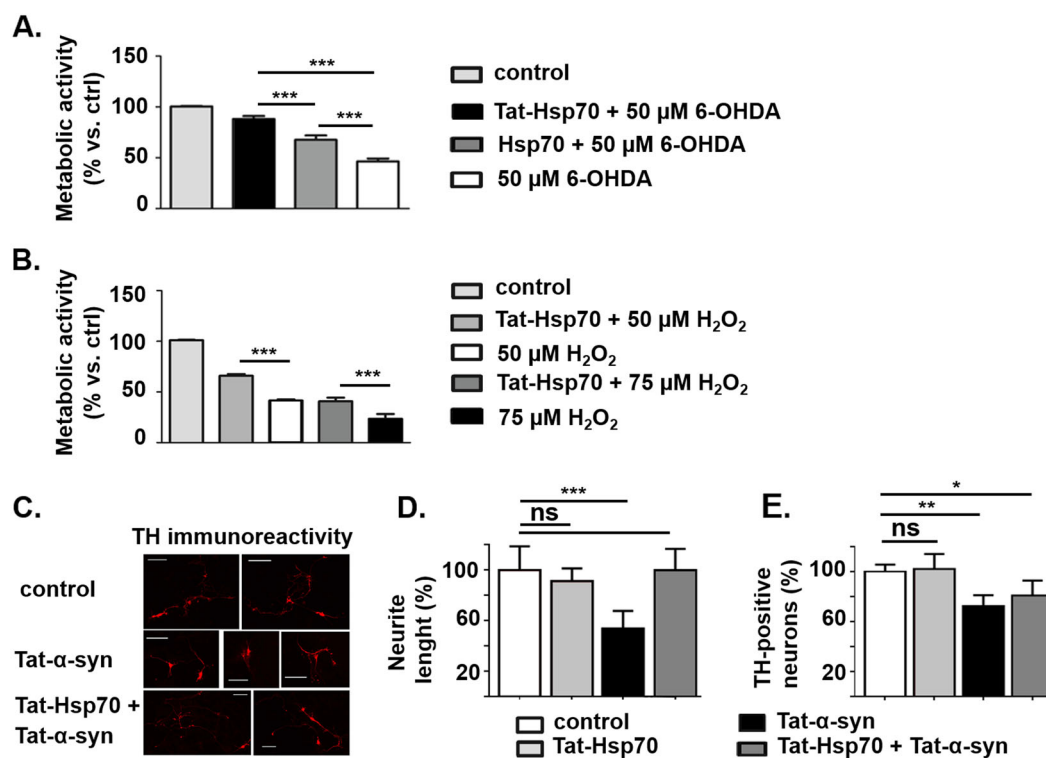 A.
Metabolic activity
(% vs. ctrl)
150
100
50
0
***
***
***
control
Tat-Hsp70 + 50 µM 6-OHDA
Hsp70 + 50 µM 6-OHDA
50 µM 6-OHDA
B.
Metabolic activity
(% vs. ctrl)
150
100
50
0
***
***
control
Tat-Hsp70 + 50 µM H₂O₂
50 µM H₂O₂
Tat-Hsp70 + 75 µM H₂O₂
75 µM H₂O₂
C.
TH immunoreactivity
control
Tat-α-syn
Tat-Hsp70 +
Tat-α-syn
D.
Neurite
lenght (%)
100
60
20
***
ns
E.
TH-positive
neurons (%)
100
60
20
*
**
ns
control
Tat-Hsp70
Tat-α-syn
Tat-Hsp70 + Tat-α-syn